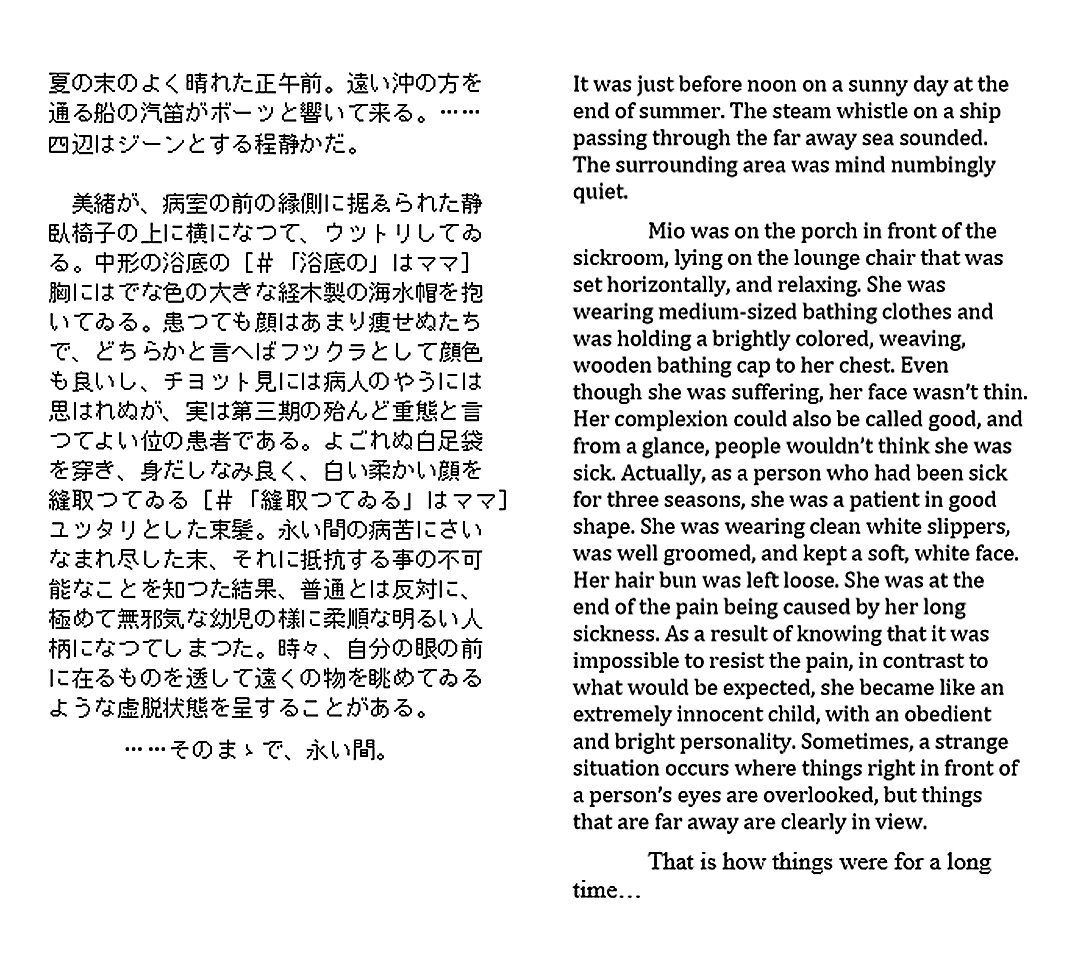 夏の末のよく晴れた正午前。遠い沖の方を
通る船の汽笛がボーッと響いて来る。……
四辺はジーンとする程静かだ。
美緒が、病室の前の縁側に据ゑられた静
臥椅子の上に横になつて、ウットリしてゐ
る。中形の浴底の［＃「浴底の」はママ］
胸にはでな色の大きな経木製の海水帽を抱
いてゐる。患つても顔はあまり痩せぬたち
で、どちらかと言へばフックラとして顔色
も良いし、チョット見には病人のやうには
思はれぬが、実は第三期の殆んど重態と言
つてよい位の患者である。よごれぬ白足袋
を穿き、身だしなみ良く、白い柔かい顔を
縫取つてゐる［＃「縫取つてゐる」はママ］
ユッタリとした束髪。永い間の病苦にさい
なまれ尽した末、それに抵抗する事の不可
能なことを知つた結果、普通とは反対に、
極めて無邪気な幼児の様に柔順な明るい人
柄になつてしまつた。時々、自分の眼の前
に在るものを透して遠くの物を眺めてゐる
ような虚脱状態を呈することがある。
……そのまゝで、永い間。
It was just before noon on a sunny day at the
end of summer. The steam whistle on a ship
passing through the far away sea sounded.
The surrounding area was mind numbingly
quiet.
Mio was on the porch in front of the
sickroom, lying on the lounge chair that was
set horizontally, and relaxing. She was
wearing medium-sized bathing clothes and
was holding a brightly colored, weaving,
wooden bathing cap to her chest. Even
though she was suffering, her face wasn't thin.
Her complexion could also be called good, and
from a glance, people wouldn't think she was
sick. Actually, as a person who had been sick
for three seasons, she was a patient in good
shape. She was wearing clean white slippers,
was well groomed, and kept a soft, white face.
Her hair bun was left loose. She was at the
end of the pain being caused by her long
sickness. As a result of knowing that it was
impossible to resist the pain, in contrast to
what would be expected, she became like an
extremely innocent child, with an obedient
and bright personality. Sometimes, a strange
situation occurs where things right in front of
a person's eyes are overlooked, but things
that are far away are clearly in view.
That is how things were for a long
time…